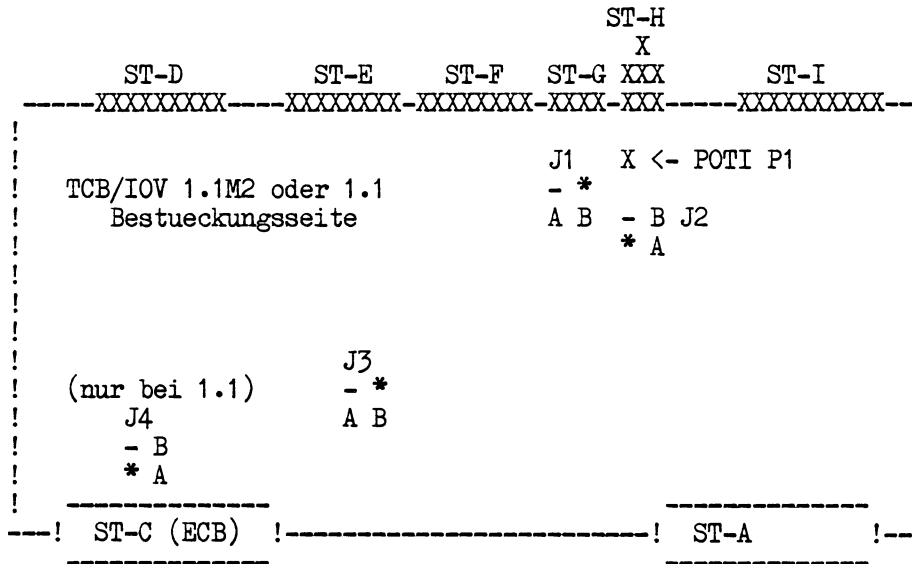 ST-H
                                                X
        ST-D          ST-E      ST-F    ST-G   XXX        ST-I
-----XXXXXXXXX----XXXXXXXX-XXXXXXXX-XXXX-XXX-----XXXXXXXXXX--
!
!                                       J1   X <- POTI P1
!   TCB/IOV 1.1M2 oder 1.1              - *
!      Bestueckungsseite                A B  - B J2
!                                            * A
!
!
!
!                      J3
!   (nur bei 1.1)      - *
!       J4             A B
!       - B
!       * A
!   --------------                             --------------
---!  ST-C (ECB)  !--------------------------!  ST-A        !--
    --------------                             --------------